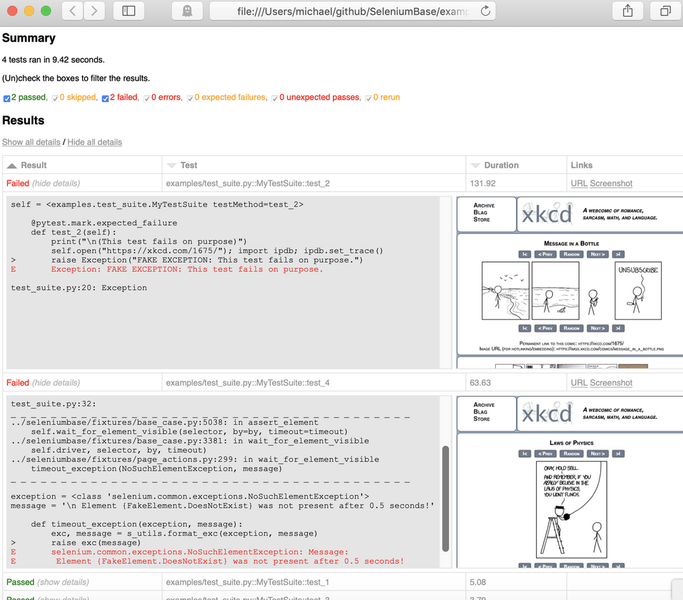 file:///Users/michael/github/SeleniumBase/exam
Summary
4 tests ran in 9.42 seconds.
(Un)check the boxes to filter the results.
2 passed, 0 skipped, 2 failed, 0 errors, 0 expected failures, 0 unexpected passes, 0 rerun
Results
Show all details / Hide all details
Result Test Duration Links
Failed (hide details) examples/test_suite.py::MyTestSuite::test_2 131.92 URL Screenshot
self = <examples.test_suite.MyTestSuite testMethod=test_2>
@pytest.mark.expected_failure
def test_2(self):
print("\n(This test fails on purpose)")
self.open("https://xkcd.com/1675/"); import ipdb; ipdb.set_trace()
> raise Exception("FAKE EXCEPTION: This test fails on purpose.")
E Exception: FAKE EXCEPTION: This test fails on purpose.
test_suite.py:20: Exception
Archive
Blag
Store
xkcd
A webcomic of romance,
sarcasm, math, and language.
Message in a Bottle
|< < Prev Random Next > >|
UNSUBSCRIBE
|< < Prev Random Next > >|
Permanent link to this comic: https://xkcd.com/1675/
Image URL (for hotlinking/embedding): https://imgs.xkcd.com/comics/message_in_a_bottle.png
Failed (hide details) examples/test_suite.py::MyTestSuite::test_4 63.63 URL Screenshot
test_suite.py:32:
_ _ _ _ _ _ _ _ _ _ _ _ _ _ _ _ _ _ _ _ _ _ _ _ _ _ _ _ _ _ _ _
../seleniumbase/fixtures/base_case.py:5038: in assert_element
self.wait_for_element_visible(selector, by=by, timeout=timeout)
../seleniumbase/fixtures/base_case.py:3381: in wait_for_element_visible
self.driver, selector, by, timeout)
../seleniumbase/fixtures/page_actions.py:299: in wait_for_element_visible
timeout_exception(NoSuchElementException, message)
_ _ _ _ _ _ _ _ _ _ _ _ _ _ _ _ _ _ _ _ _ _ _ _ _ _ _ _ _ _ _ _
exception = <class 'selenium.common.exceptions.NoSuchElementException'>
message = '\n Element {FakeElement.DoesNotExist} was not present after 0.5 seconds!'
def timeout_exception(exception, message):
exc, message = s_utils.format_exc(exception, message)
> raise exc(message)
E selenium.common.exceptions.NoSuchElementException: Message:
E Element {FakeElement.DoesNotExist} was not present after 0.5 seconds!
Archive
Blag
Store
xkcd
A webcomic of romance,
sarcasm, math, and language.
Laws of Physics
|< < Prev Random Next > >|
OKAY, HOLD STILL.
AND REMEMBER, IF YOU
REALLY BELIEVE IN THE
LAWS OF PHYSICS,
YOU WON'T FLINCH.
|< < Prev Random Next > >|
Passed (show details) examples/test_suite.py::MyTestSuite::test_1 5.08